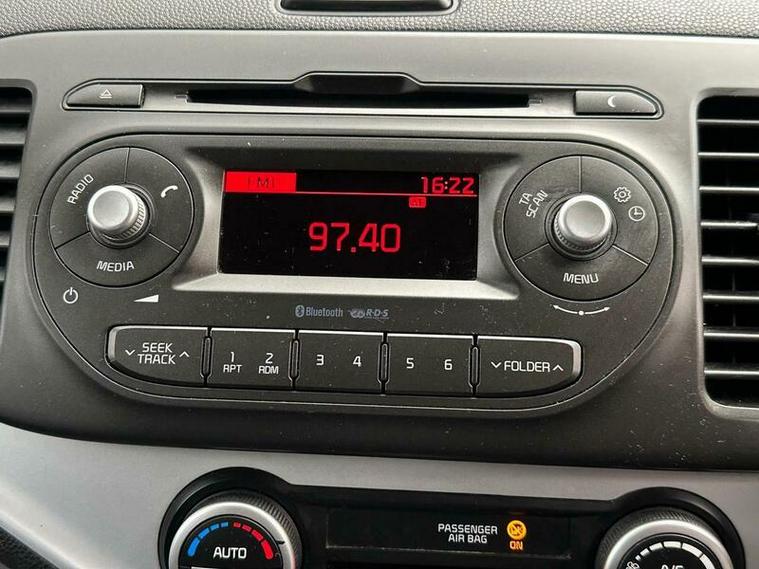 FM1
16:22
97.40
RADIO
MEDIA
TA
SCAN
MENU
Bluetooth R·D·S
SEEK
TRACK
1
RPT
2
RDM
3
4
5
6
FOLDER
AUTO
PASSENGER
AIR BAG
ON